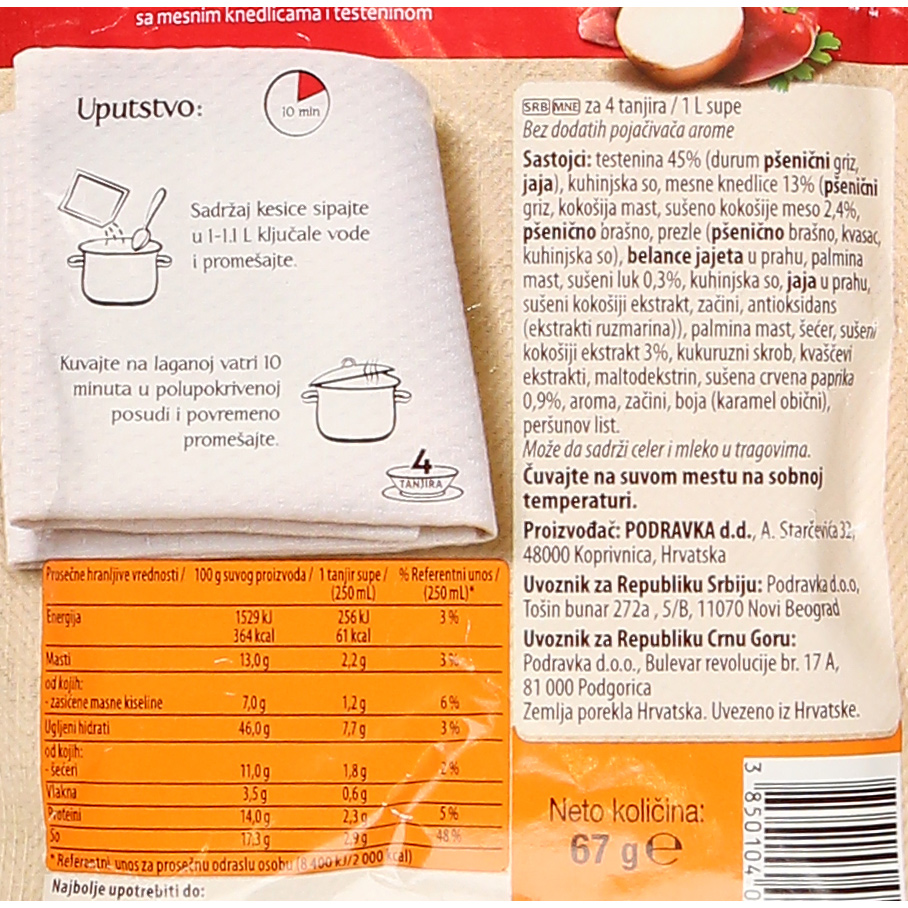 sa mesnim knedlicama i testeninom
Uputstvo:
10 min
Sadržaj kesice sipajte
u 1-1.1 L ključale vode
i promešajte.
Kuvajte na laganoj vatri 10
minuta u polupokrivenoj
posudi i povremeno
promešajte.
4
TANJIRA
Prosečne hranljive vrednosti / 100 g suvog proizvoda / 1 tanjir supe / % Referentni unos /
(250 mL) (250 mL)*
Energija 1529 kJ 256 kJ 3 %
364 kcal 61 kcal
Masti 13,0 g 2,2 g 3 %
od kojih:
- zasićene masne kiseline 7,0 g 1,2 g 6 %
Ugljeni hidrati 46,0 g 7,7 g 3 %
od kojih:
- šećeri 11,0 g 1,8 g 2 %
Vlakna 3,5 g 0,6 g
Proteini 14,0 g 2,3 g 5 %
So 17,3 g 2,9 g 48 %
* Referentni unos za prosečnu odraslu osobu (8 400 kJ/2 000 kcal)
Najbolje upotrebiti do:
SRB MNE za 4 tanjira / 1 L supe
Bez dodatih pojačivača arome
Sastojci: testenina 45% (durum pšenični griz,
jaja), kuhinjska so, mesne knedlice 13% (pšenični
griz, kokošija mast, sušeno kokošije meso 2,4%,
pšenično brašno, prezle (pšenično brašno, kvasac,
kuhinjska so), belance jajeta u prahu, palmina
mast, sušeni luk 0,3%, kuhinjska so, jaja u prahu,
sušeni kokošiji ekstrakt, začini, antioksidans
(ekstrakti ruzmarina)), palmina mast, šećer, sušeni
kokošiji ekstrakt 3%, kukuruzni skrob, kvaščevi
ekstrakti, maltodekstrin, sušena crvena paprika
0,9%, aroma, začini, boja (karamel obični),
peršunov list.
Može da sadrži celer i mleko u tragovima.
Čuvajte na suvom mestu na sobnoj
temperaturi.
Proizvođač: PODRAVKA d.d., A. Starčevića 32,
48000 Koprivnica, Hrvatska
Uvoznik za Republiku Srbiju: Podravka d.o.o,
Tošin bunar 272a , 5/B, 11070 Novi Beograd
Uvoznik za Republiku Crnu Goru:
Podravka d.o.o., Bulevar revolucije br. 17 A,
81 000 Podgorica
Zemlja porekla Hrvatska. Uvezeno iz Hrvatske.
Neto količina:
67 g e
3 850104 0